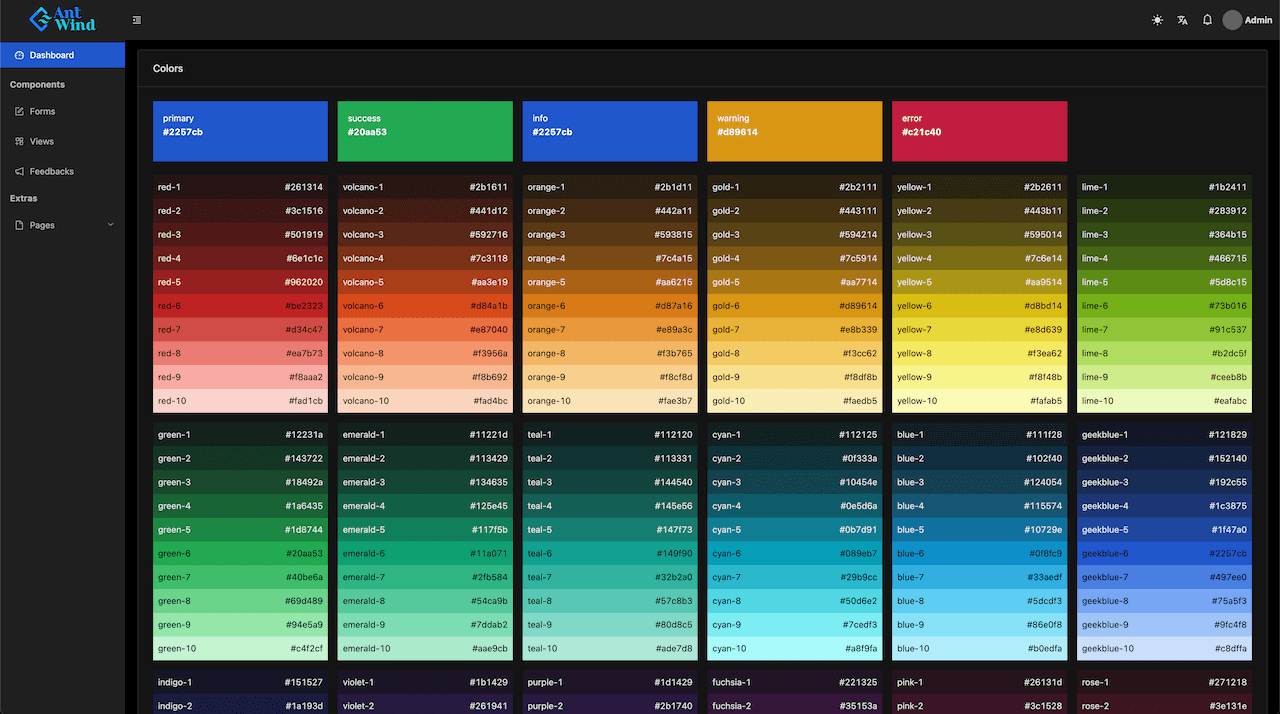 Ant
Wind
Admin
Dashboard
Components
Forms
Views
Feedbacks
Extras
Pages
Colors
primary
#2257cb
success
#20aa53
info
#2257cb
warning
#d89614
error
#c21c40
red-1 #261314
red-2 #3c1516
red-3 #501919
red-4 #6e1c1c
red-5 #962020
red-6 #be2323
red-7 #d34c47
red-8 #ea7b73
red-9 #f8aaa2
red-10 #fad1cb
volcano-1 #2b1611
volcano-2 #441d12
volcano-3 #592716
volcano-4 #7c3118
volcano-5 #aa3e19
volcano-6 #d84a1b
volcano-7 #e87040
volcano-8 #f3956a
volcano-9 #f8b692
volcano-10 #fad4bc
orange-1 #2b1d11
orange-2 #442a11
orange-3 #593815
orange-4 #7c4a15
orange-5 #aa6215
orange-6 #d87a16
orange-7 #e89a3c
orange-8 #f3b765
orange-9 #f8cf8d
orange-10 #fae3b7
gold-1 #2b2111
gold-2 #443111
gold-3 #594214
gold-4 #7c5914
gold-5 #aa7714
gold-6 #d89614
gold-7 #e8b339
gold-8 #f3cc62
gold-9 #f8df8b
gold-10 #faedb5
yellow-1 #2b2611
yellow-2 #443b11
yellow-3 #595014
yellow-4 #7c6e14
yellow-5 #aa9514
yellow-6 #d8bd14
yellow-7 #e8d639
yellow-8 #f3ea62
yellow-9 #f8f48b
yellow-10 #fafab5
lime-1 #1b2411
lime-2 #283912
lime-3 #364b15
lime-4 #466715
lime-5 #5d8c15
lime-6 #73b016
lime-7 #91c537
lime-8 #b2dc5f
lime-9 #ceeb8b
lime-10 #eafabc
green-1 #12231a
green-2 #143722
green-3 #18492a
green-4 #1a6435
green-5 #1d8744
green-6 #20aa53
green-7 #40be6a
green-8 #69d489
green-9 #94e5a9
green-10 #c4f2cf
emerald-1 #11221d
emerald-2 #113429
emerald-3 #134635
emerald-4 #125e45
emerald-5 #117f5b
emerald-6 #11a071
emerald-7 #2fb584
emerald-8 #54ca9b
emerald-9 #7ddab2
emerald-10 #aae9cb
teal-1 #112120
teal-2 #113331
teal-3 #144540
teal-4 #145e56
teal-5 #147f73
teal-6 #149f90
teal-7 #32b2a0
teal-8 #57c8b3
teal-9 #80d8c5
teal-10 #ade7d8
cyan-1 #112125
cyan-2 #0f333a
cyan-3 #10454e
cyan-4 #0e5d6a
cyan-5 #0b7d91
cyan-6 #089eb7
cyan-7 #29b9cc
cyan-8 #50d6e2
cyan-9 #7cedf3
cyan-10 #a8f9fa
blue-1 #111f28
blue-2 #102f40
blue-3 #124054
blue-4 #115574
blue-5 #10729e
blue-6 #0f8fc9
blue-7 #33aedf
blue-8 #5dcdf3
blue-9 #86e0f8
blue-10 #b0edfa
geekblue-1 #121829
geekblue-2 #152140
geekblue-3 #192c55
geekblue-4 #1c3875
geekblue-5 #1f47a0
geekblue-6 #2257cb
geekblue-7 #497ee0
geekblue-8 #75a5f3
geekblue-9 #9fc4f8
geekblue-10 #c8dffa
indigo-1 #151527
indigo-2 #1a193d
violet-1 #1b1429
violet-2 #261941
purple-1 #1d1429
purple-2 #2b1740
fuchsia-1 #221325
fuchsia-2 #35153a
pink-1 #26131d
pink-2 #3c1528
rose-1 #271218
rose-2 #3e131e